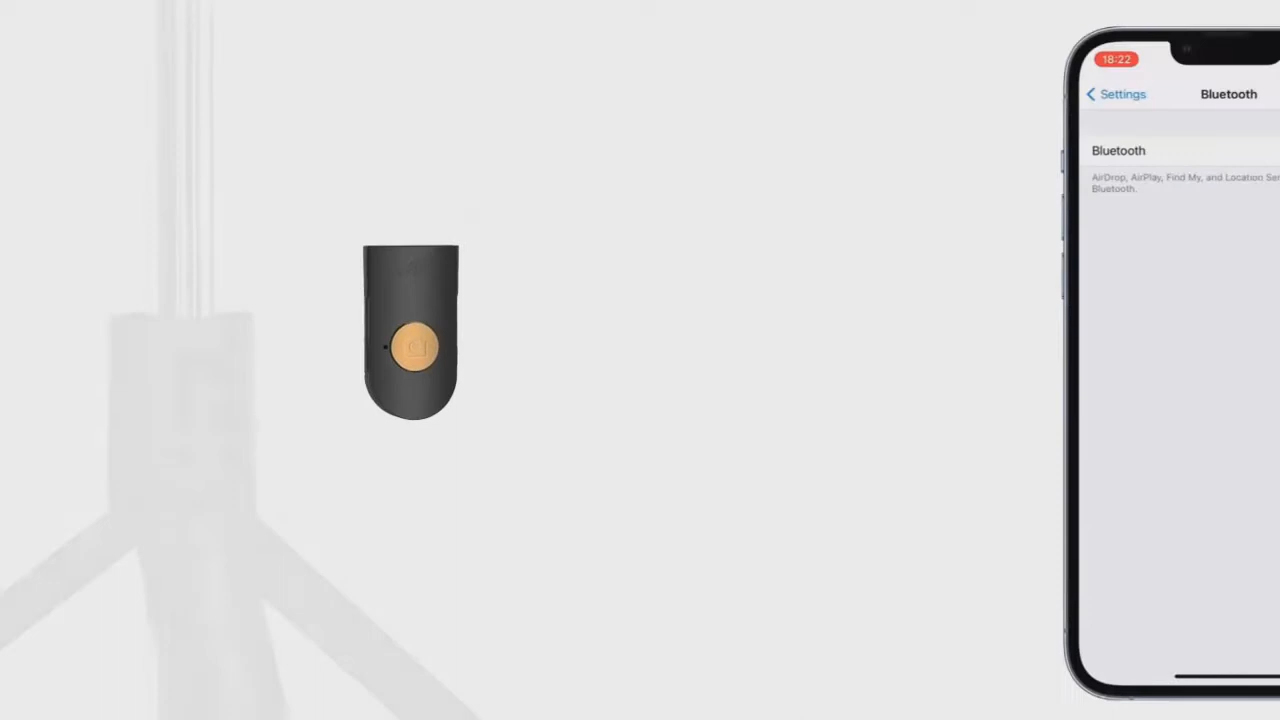 18:22
Settings
Bluetooth
Bluetooth
AirDrop, AirPlay, Find My, and Location
Bluetooth.